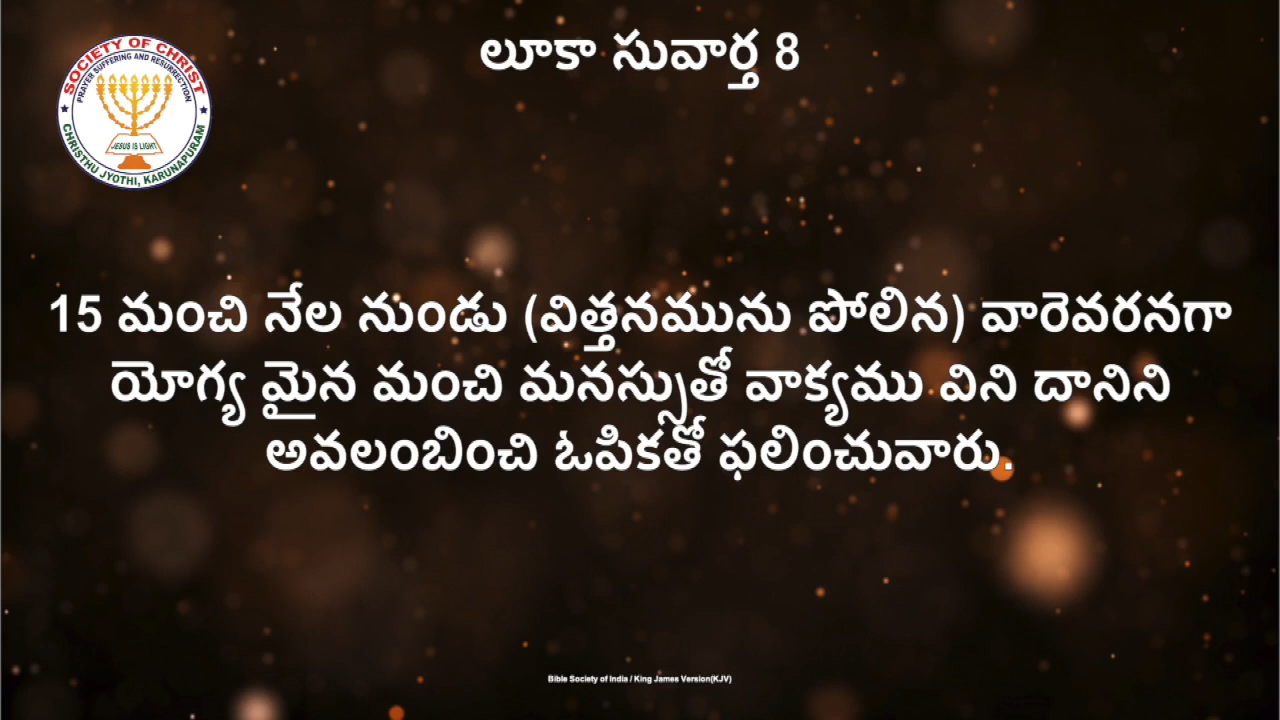 లూకా సువార్త 8
SOCIETY OF CHRIST
PRAYER SUFFERING AND RESURRECTION
JESUS IS LIGHT
CHRISTHU JYOTHI, KARUNAPURAM
15 మంచి నేల నుండు (విత్తనమును పోలిన) వారెవరనగా
యోగ్య మైన మంచి మనస్సుతో వాక్యము విని దానిని
అవలంబించి ఓపికతో ఫలించువారు.
Bible Society of India / King James Version(KJV)